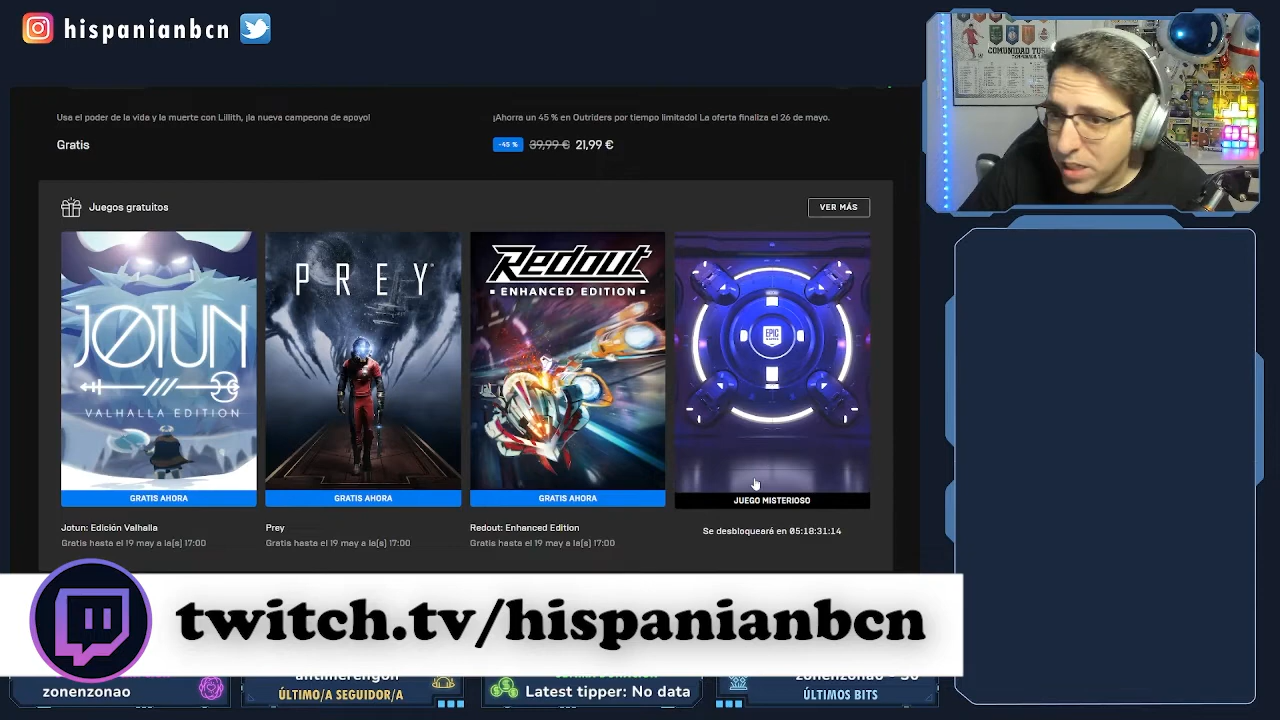 hispanianbcn
COMUNIDAD
Usa el poder de la vida y la muerte con Lillith, ¡la nueva campeona de apoyo!
¡Ahorra un 45 % en Outriders por tiempo limitado! La oferta finaliza el 26 de mayo.
Gratis
-45 % 39,99 € 21,99 €
Juegos gratuitos
VER MÁS
JOTUN
VALHALLA EDITION
PREY
Redout
ENHANCED EDITION
EPIC
GRATIS AHORA
GRATIS AHORA
GRATIS AHORA
JUEGO MISTERIOSO
Jotun: Edición Valhalla
Prey
Redout: Enhanced Edition
Se desbloqueará en 05:18:31:14
Gratis hasta el 19 may a la[s] 17:00
Gratis hasta el 19 may a la[s] 17:00
Gratis hasta el 19 may a la[s] 17:00
twitch.tv/hispanianbcn
zonenzonao
ÚLTIMO/A SEGUIDOR/A
Latest tipper: No data
ÚLTIMOS BITS